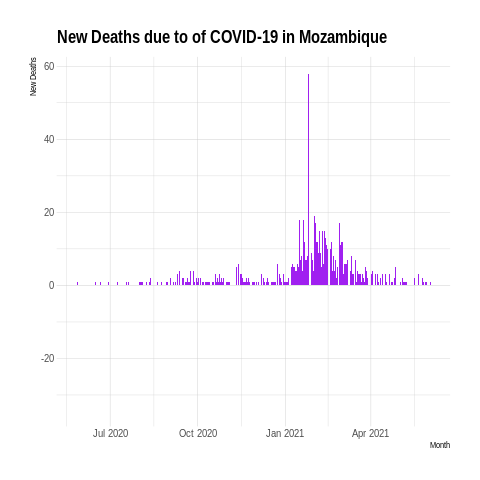 New Deaths due to of COVID-19 in Mozambique
New Deaths
60
40
20
0
-20
Jul 2020 Oct 2020 Jan 2021 Apr 2021
Month